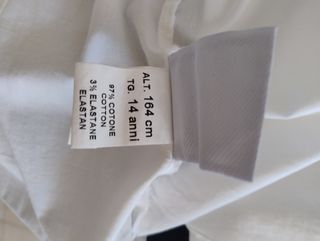 ALT. 164 cm
TG. 14 anni
97% COTONE
COTTON
3% ELASTANE
ELASTAN